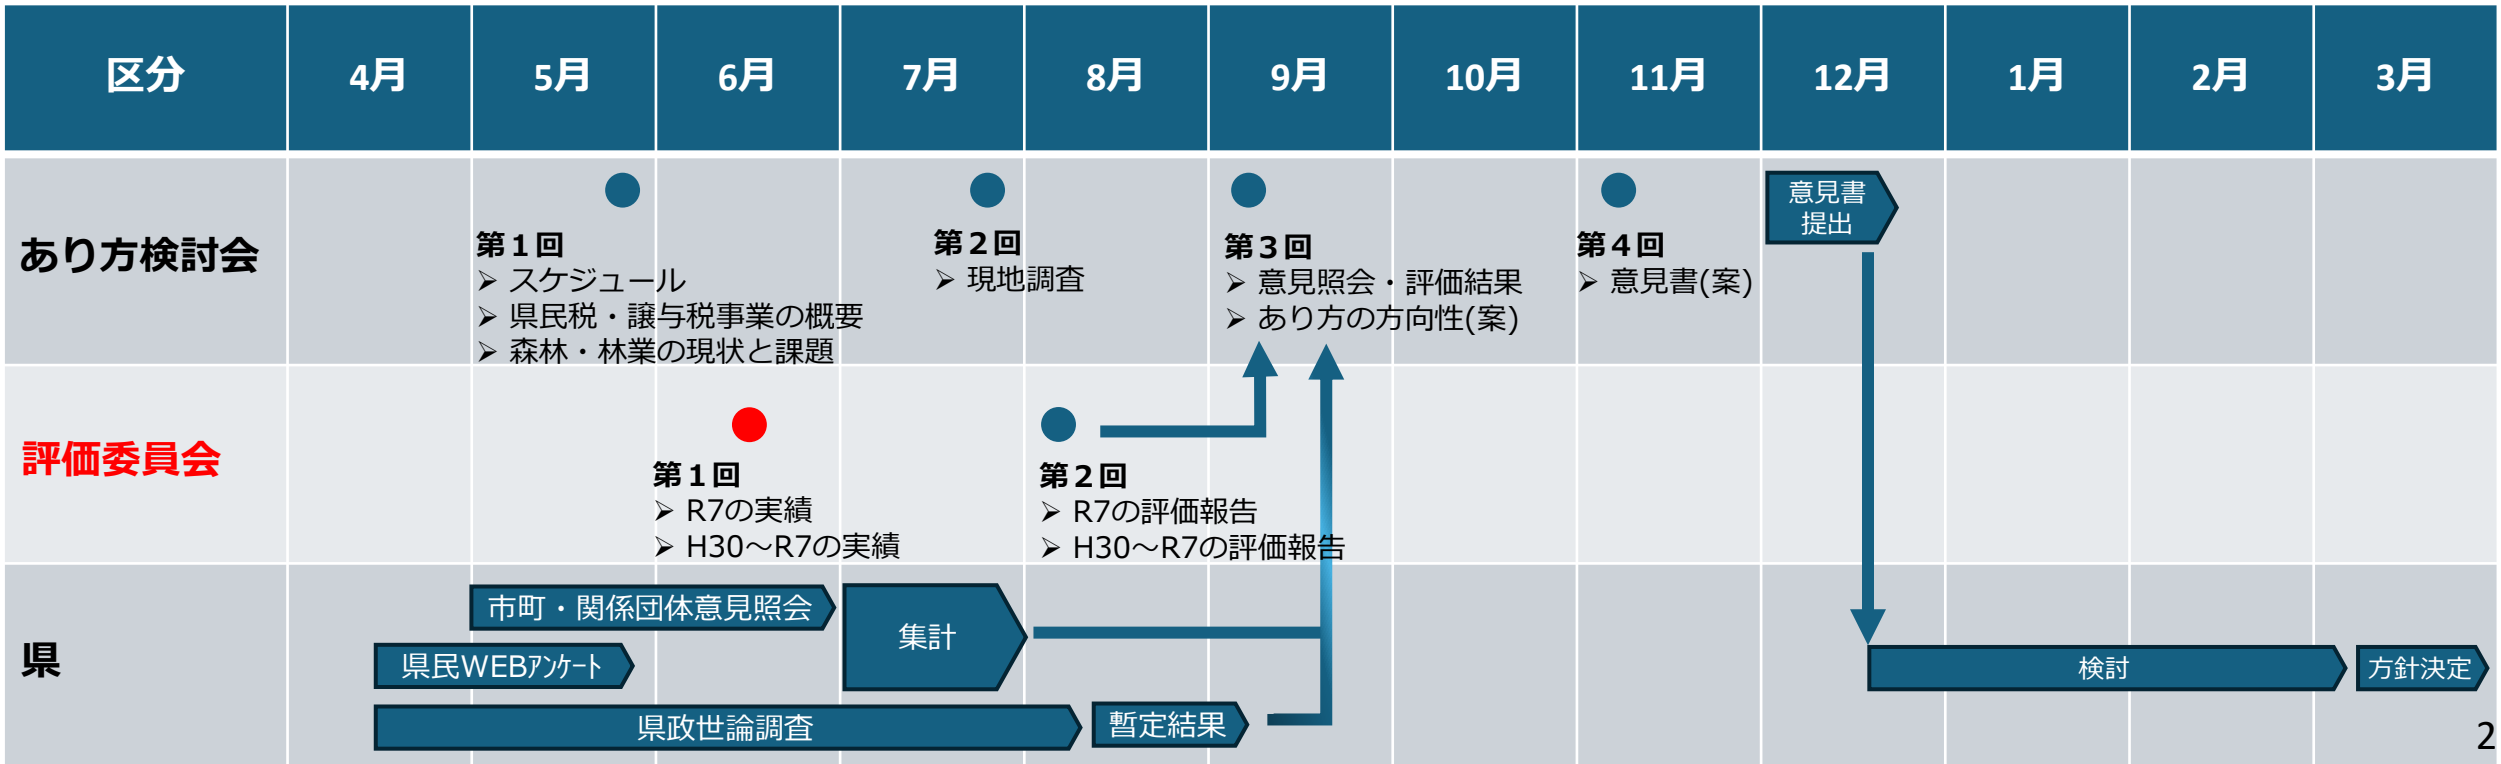 区分 4月 5月 6月 7月 8月 9月 10月 11月 12月 1月 2月 3月
あり方検討会
第１回
➢ スケジュール
➢ 県民税・譲与税事業の概要
➢ 森林・林業の現状と課題
第２回
➢ 現地調査
第３回
➢ 意見照会・評価結果
➢ あり方の方向性(案)
第４回
➢ 意見書(案)
意見書
提出
評価委員会
第１回
➢ R7の実績
➢ H30～R7の実績
第２回
➢ R7の評価報告
➢ H30～R7の評価報告
県
市町・関係団体意見照会
県民WEBｱﾝｹｰﾄ
県政世論調査
集計
暫定結果
検討
方針決定
2